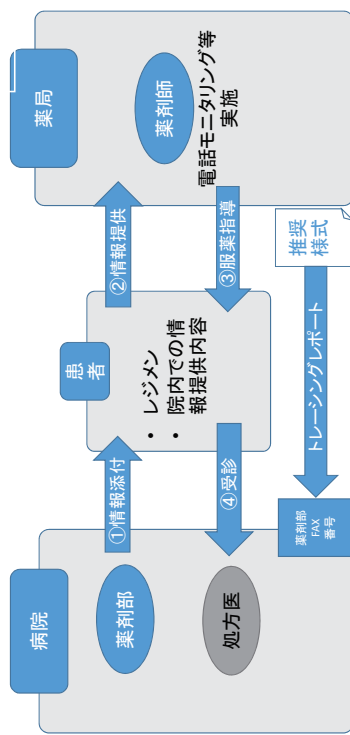 病院
薬剤部
処方医
①情報添付
④受診
薬剤部
FAX
番号
患
者
・ レジメン
・ 院内での情
報提供内容
②情報提供
③服薬指導
トレーシングレポート
薬局
薬剤師
電話モニタリング等
実施
推奨
様式